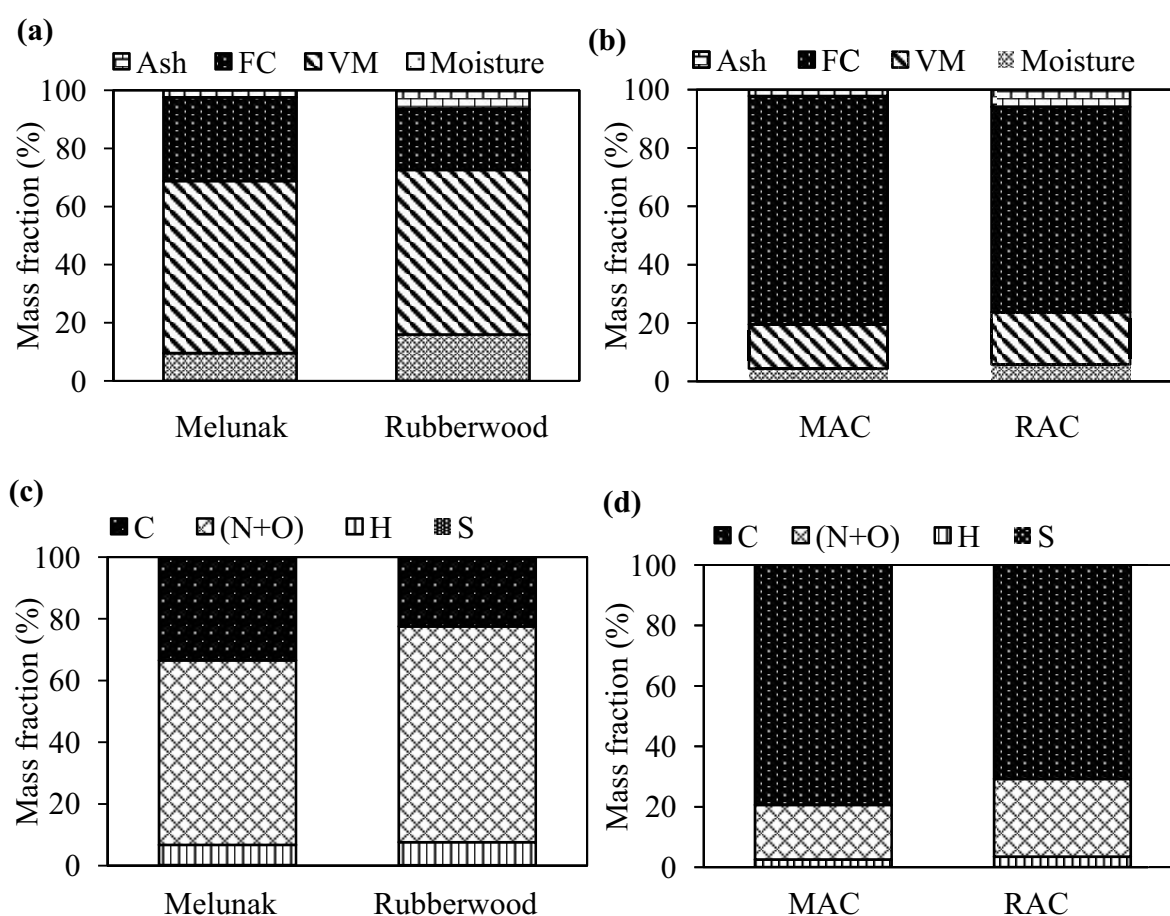 (a)
Ash FC VM Moisture
Mass fraction (%)
100
80
60
40
20
0
Melunak Rubberwood
(b)
Ash FC VM Moisture
Mass fraction (%)
100
80
60
40
20
0
MAC RAC
(c)
C (N+O) H S
Mass fraction (%)
100
80
60
40
20
0
Melunak Rubberwood
(d)
C (N+O) H S
Mass fraction (%)
100
80
60
40
20
0
MAC RAC